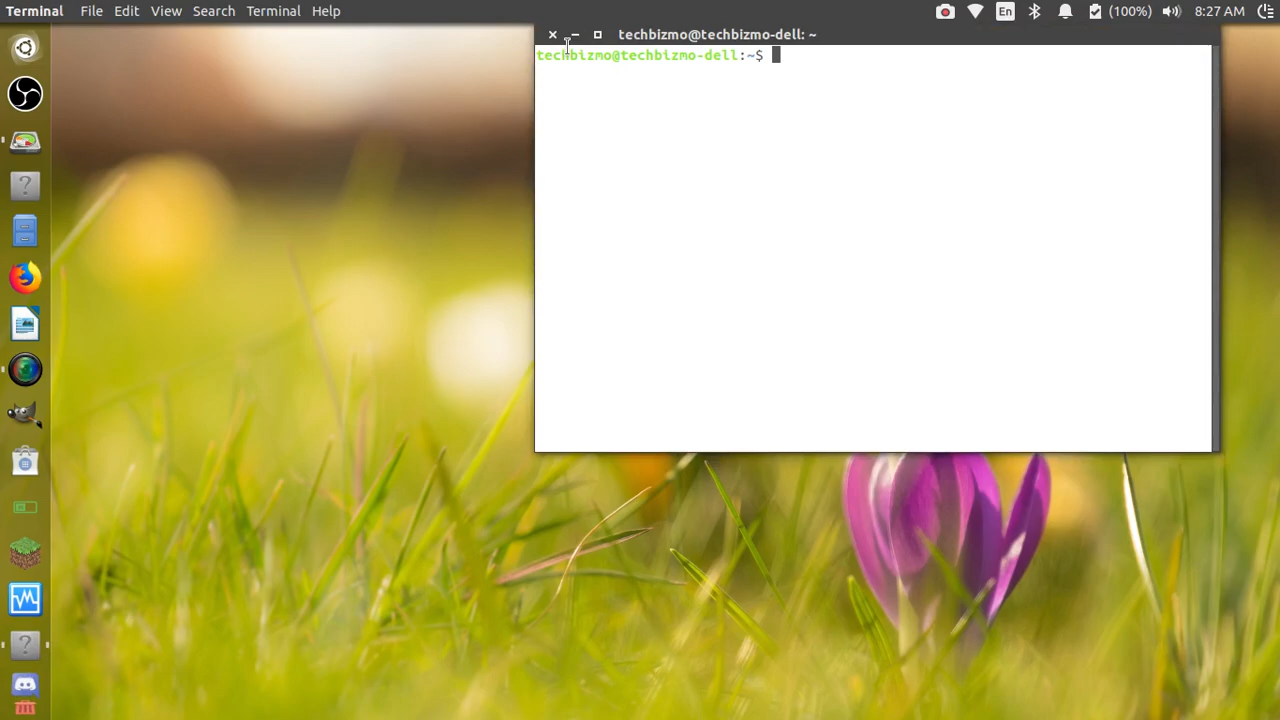 Terminal File Edit View Search Terminal Help En (100%) 8:27 AM
techbizmo@techbizmo-dell: ~
techbizmo@techbizmo-dell:~$